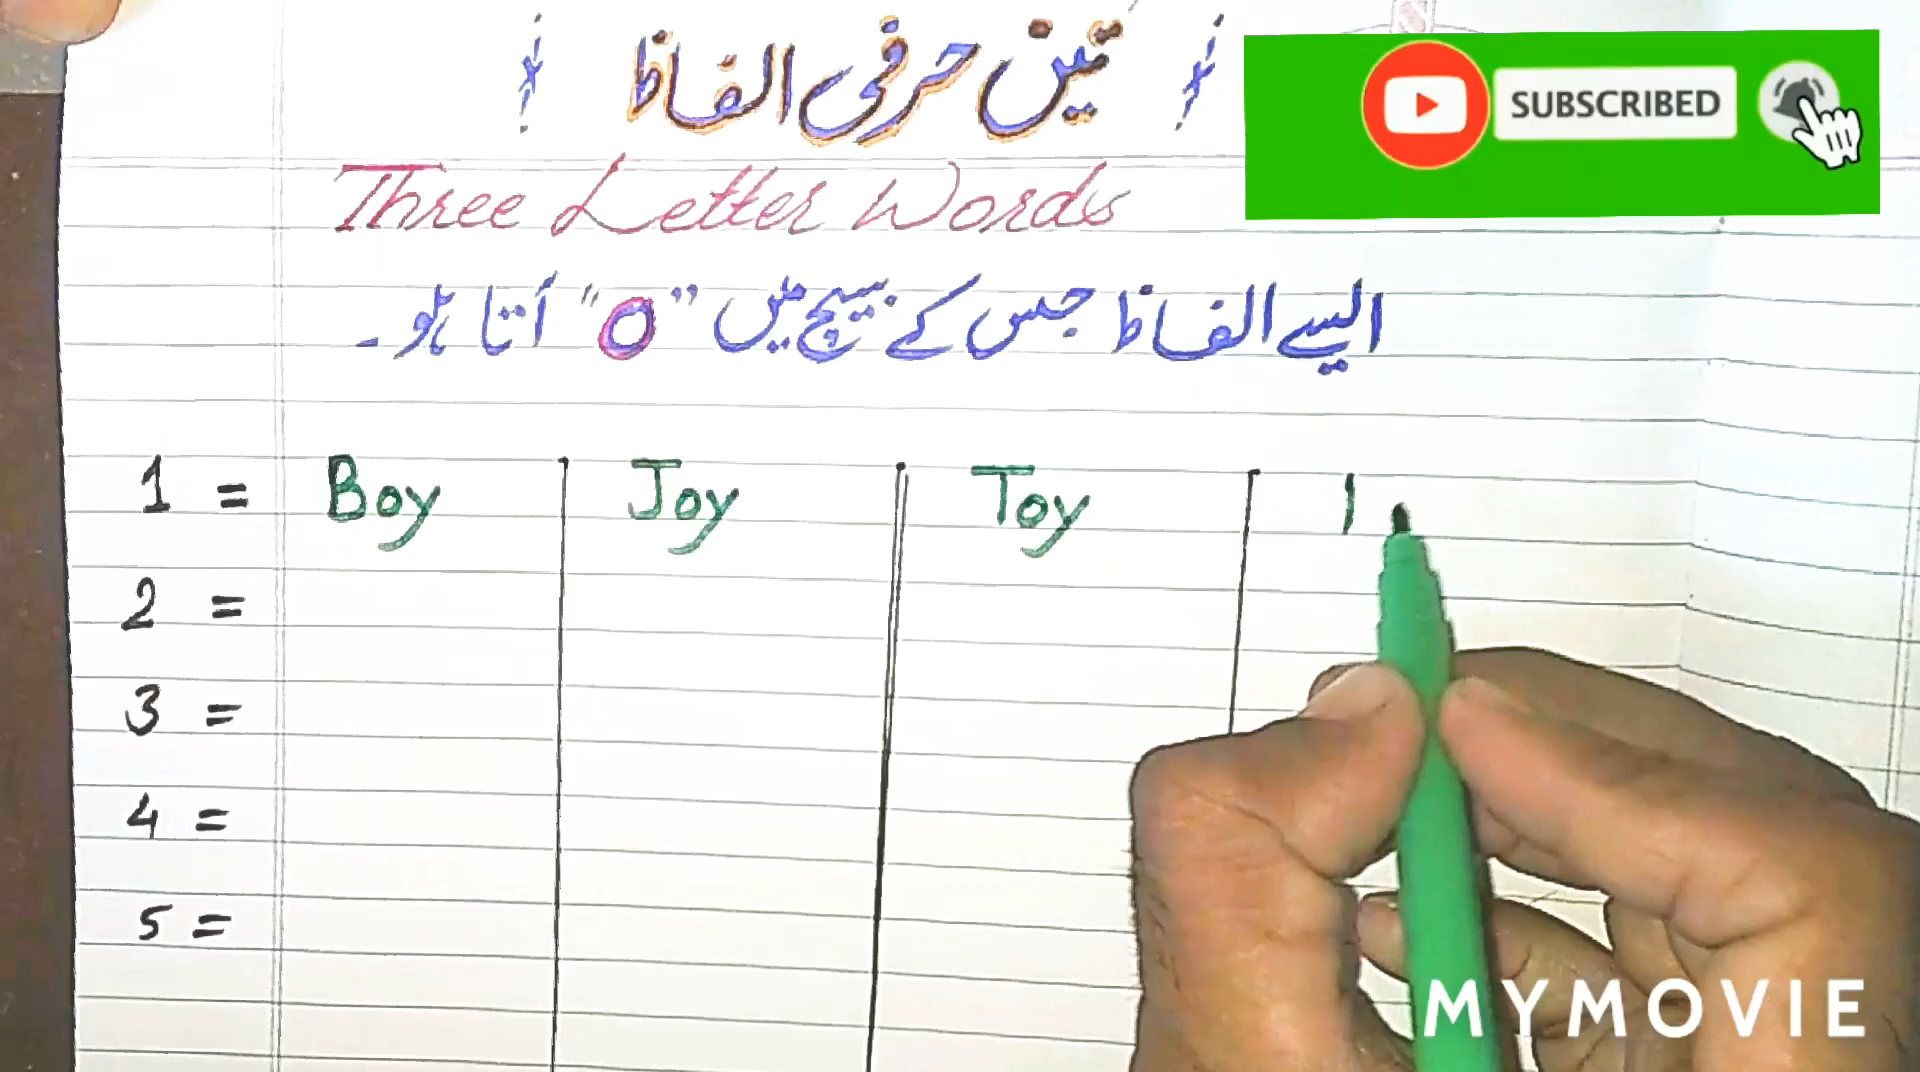 تین حرفی الفاظ
SUBSCRIBED
Three Letter Words
ایسے الفاظ جس کے بیچ میں "O" آتا ہو۔
1 = Boy Joy Toy
2 =
3 =
4 =
5 =
MYMOVIE